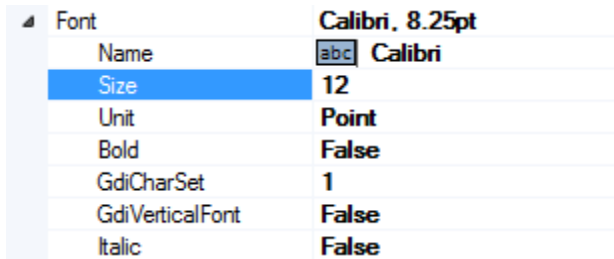 Font Calibri, 8.25pt
Name abc Calibri
Size 12
Unit Point
Bold False
GdiCharSet 1
GdiVerticalFont False
Italic False